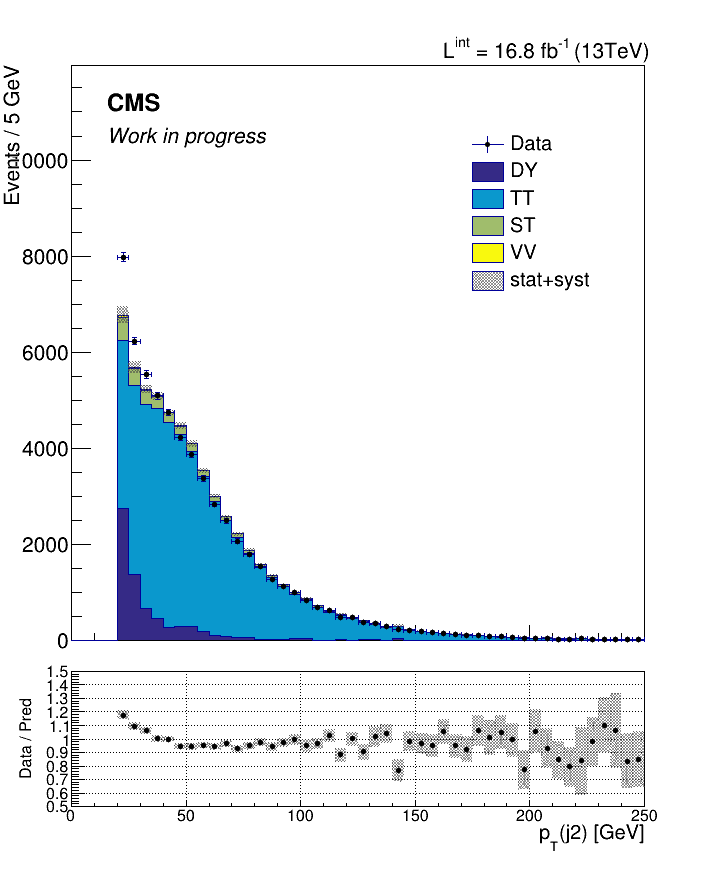 L^int = 16.8 fb^-1 (13TeV)
CMS
Work in progress
Events / 5 GeV
Data
DY
TT
ST
VV
stat+syst
0000
8000
6000
4000
2000
0
Data / Pred
1.5
1.4
1.3
1.2
1.1
1
0.9
0.8
0.7
0.6
0.5
0 50 100 150 200 250
p_T(j2) [GeV]